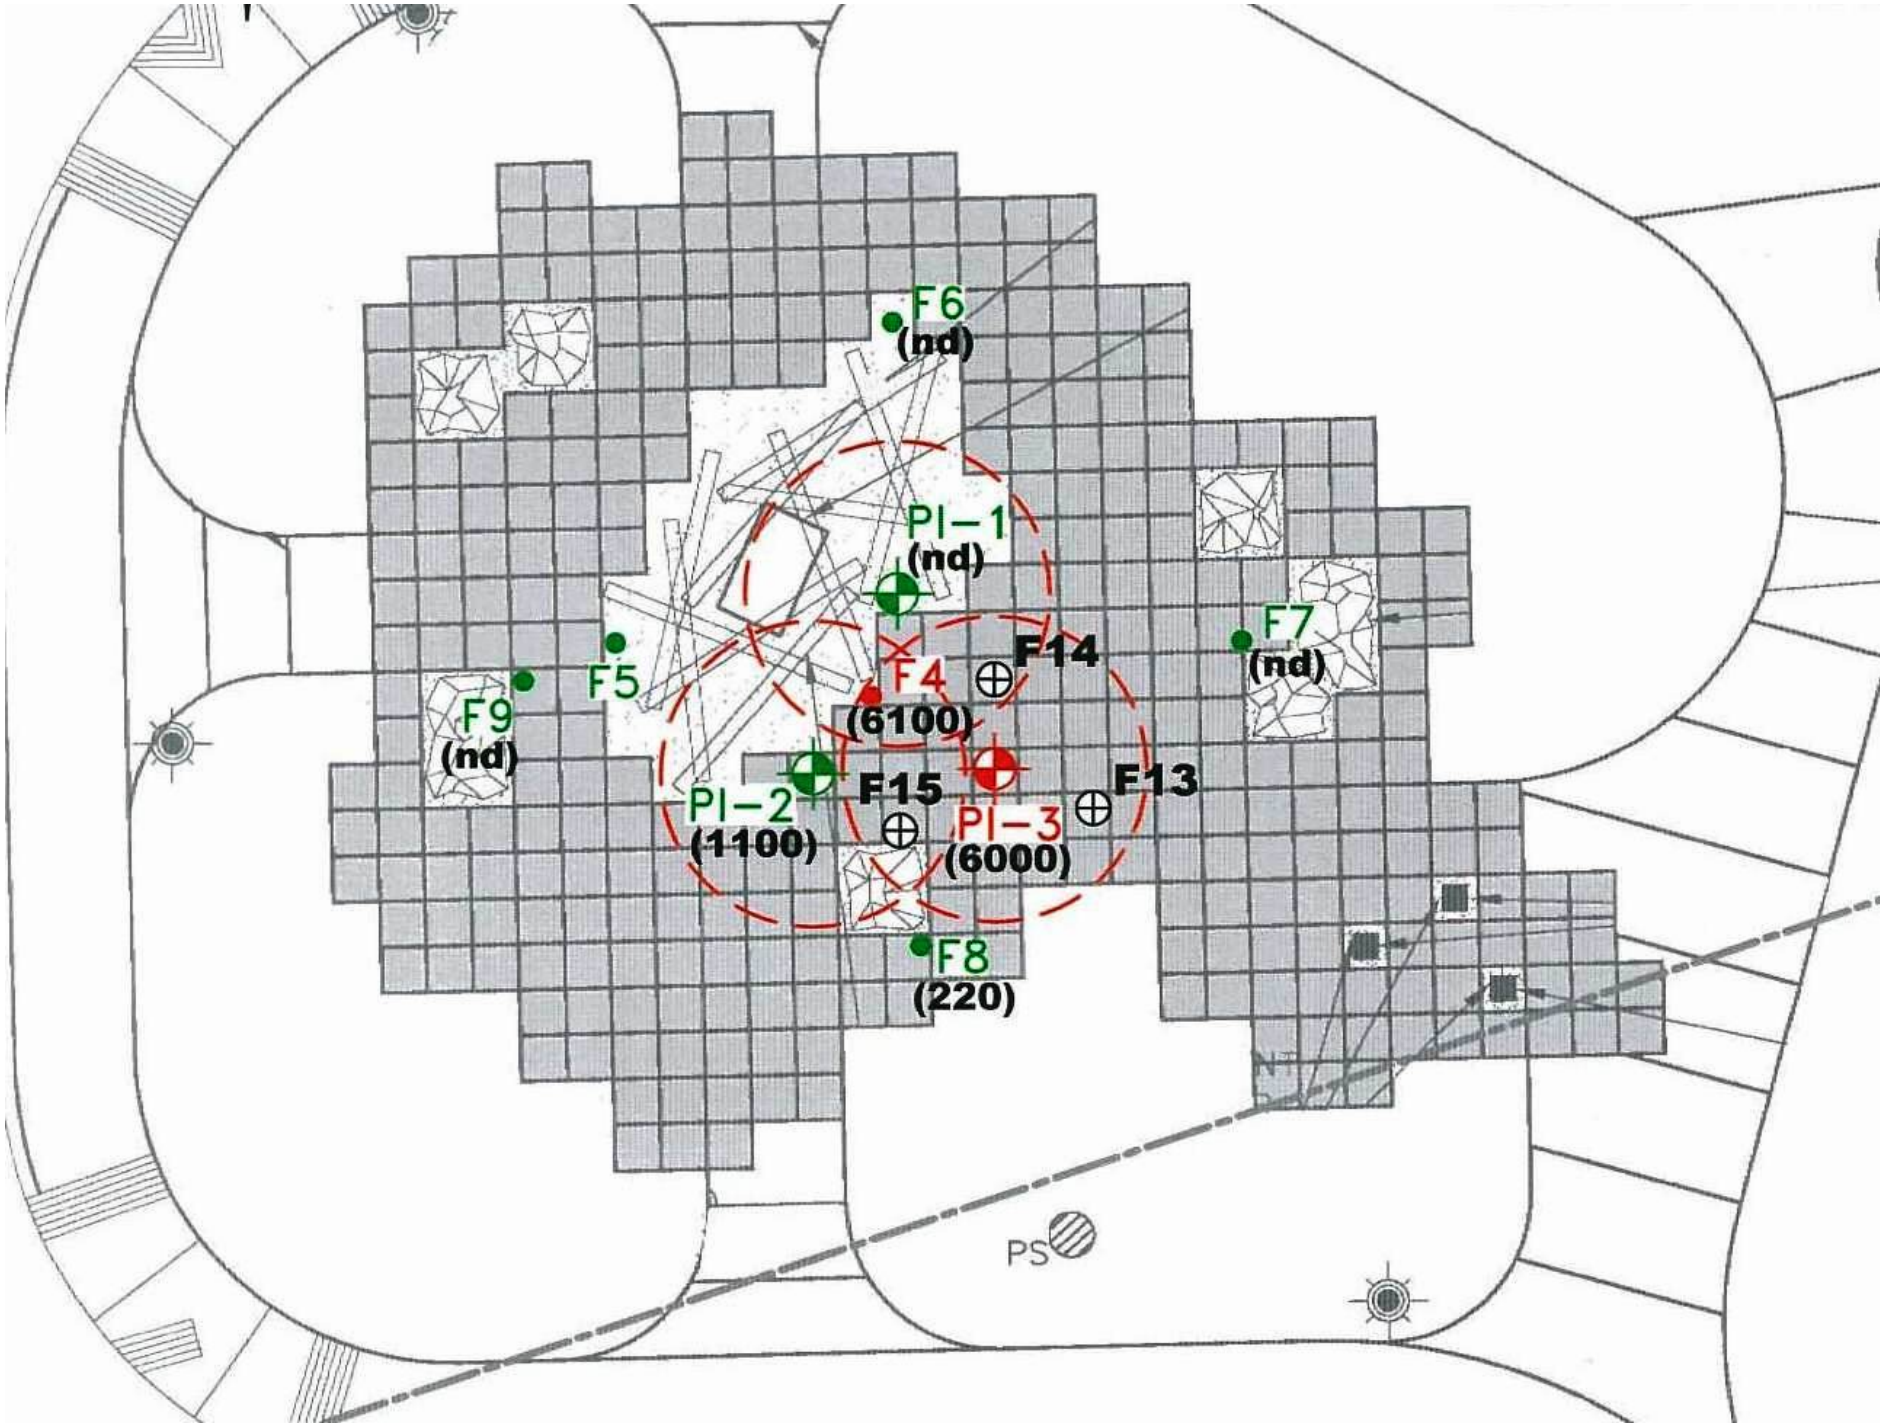 F6
(nd)
PI-1
(nd)
F14
F7
(nd)
F4
(6100)
F5
F9
(nd)
F15
F13
PI-2
(1100)
PI-3
(6000)
F8
(220)
NT
PS